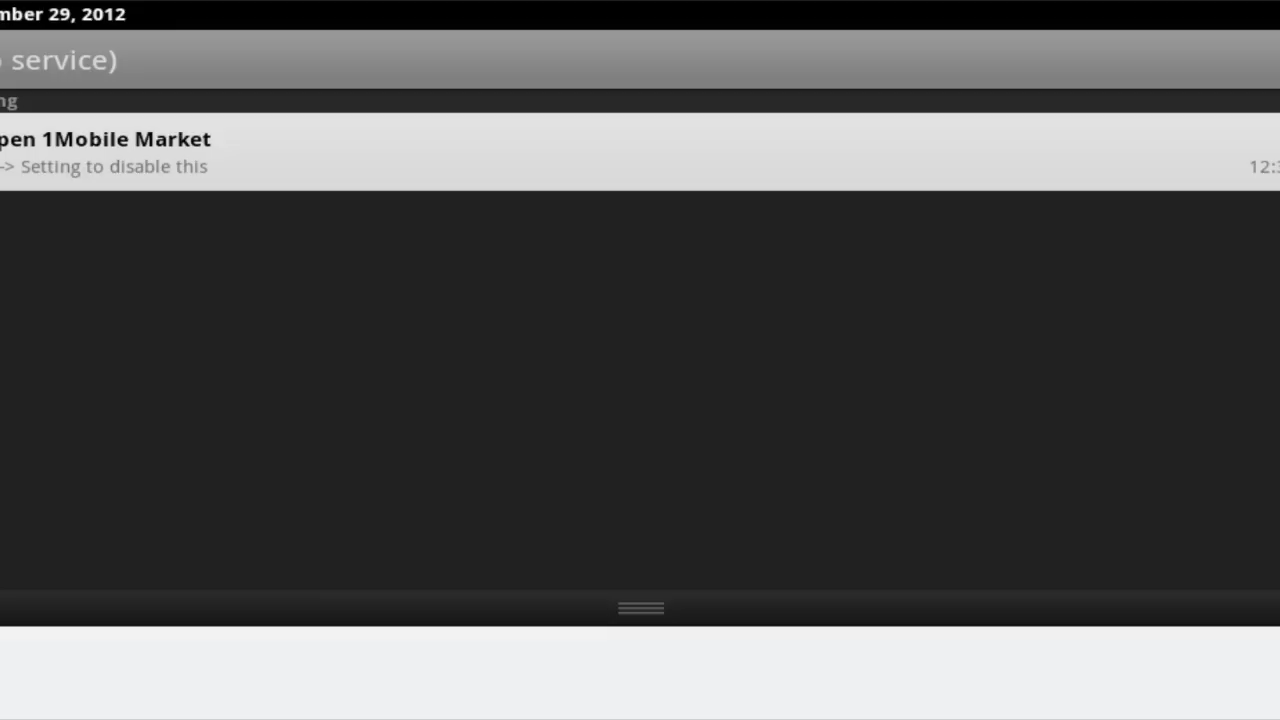 mber 29, 2012
service)
ng
pen 1Mobile Market
-> Setting to disable this
12: